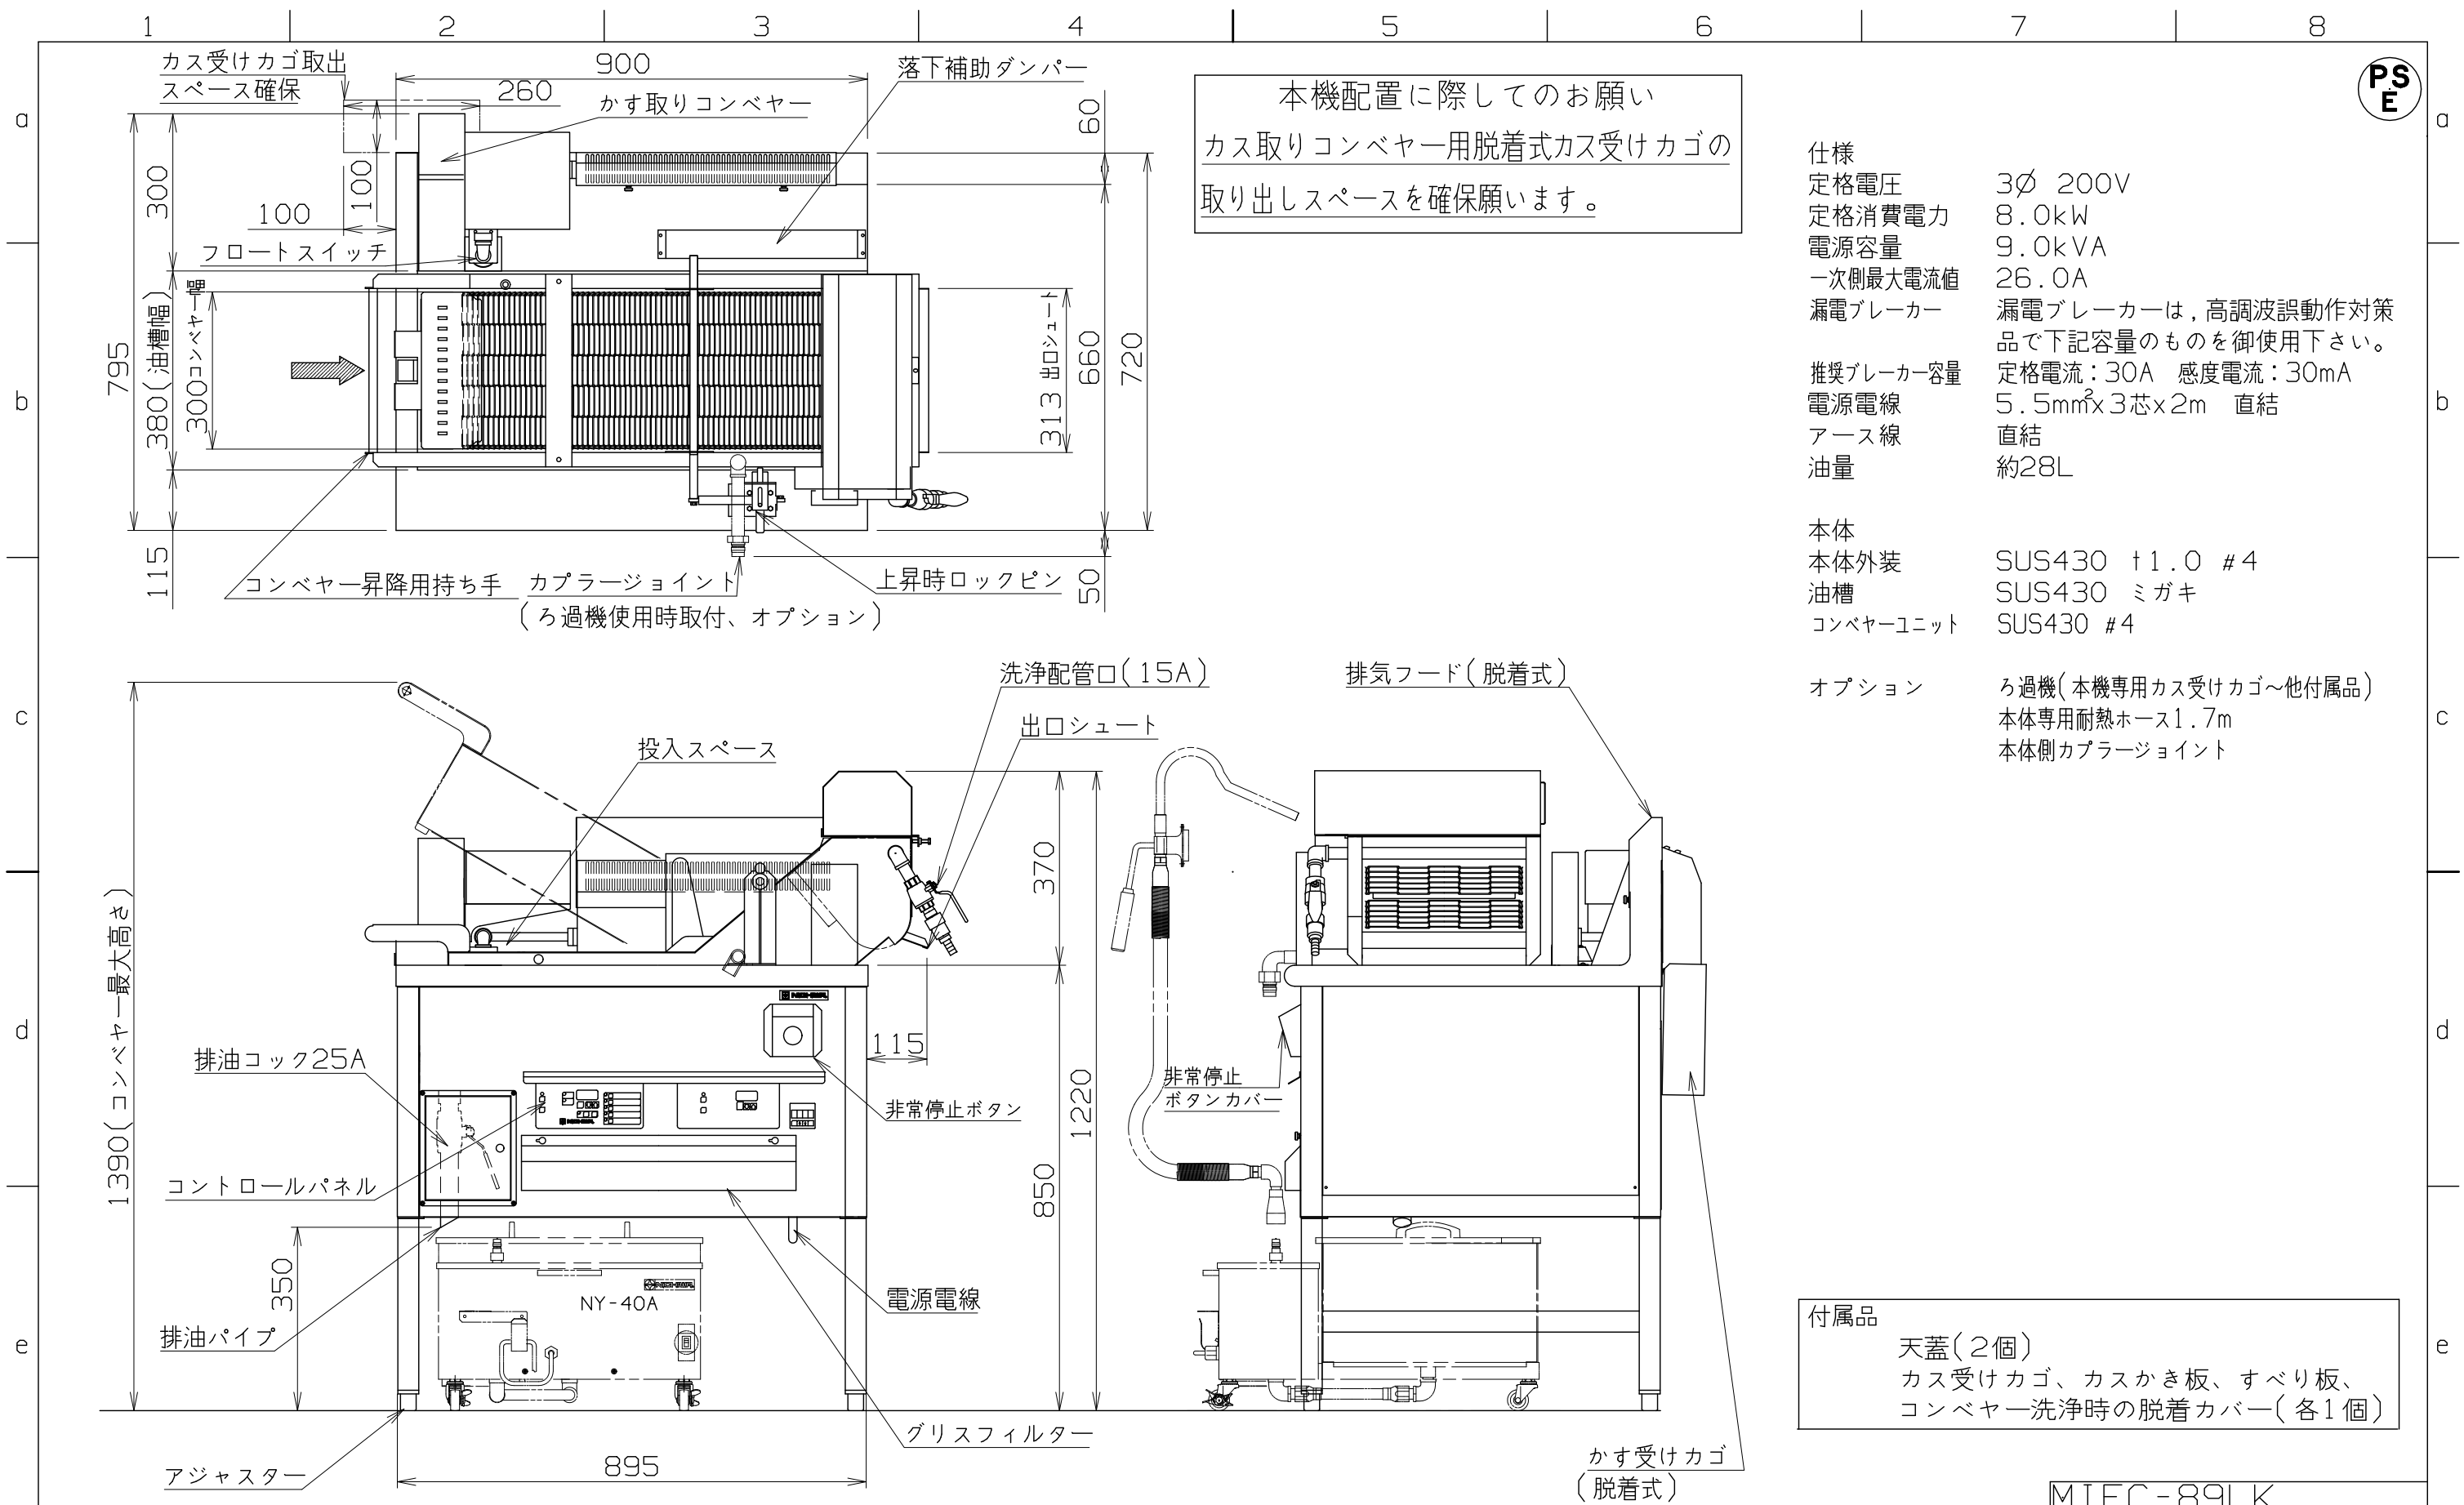 1 2 3 4 5 6 7 8
a
b
c
d
e
a
b
c
d
e
カス受けカゴ取出
スペース確保
900
260
かす取りコンベヤー
落下補助ダンパー
60
300
100
100
フロートスイッチ
795
380(油槽幅)
300コンベヤー幅
115
313 出口シュート
660
720
50
コンベヤー昇降用持ち手
カプラージョイント
(ろ過機使用時取付、オプション)
上昇時ロックピン
本機配置に際してのお願い
カス取りコンベヤー用脱着式カス受けカゴの
取り出しスペースを確保願います。
PS
E
仕様
定格電圧 3Ø 200V
定格消費電力 8.0kW
電源容量 9.0kVA
一次側最大電流値 26.0A
漏電ブレーカー 漏電ブレーカーは,高調波誤動作対策
品で下記容量のものを御使用下さい。
推奨ブレーカー容量 定格電流:30A 感度電流:30mA
電源電線 5.5mm²x3芯x2m 直結
アース線 直結
油量 約28L
本体
本体外装 SUS430 t1.0 #4
油槽 SUS430 ミガキ
コンベヤーユニット SUS430 #4
オプション ろ過機(本機専用カス受けカゴ〜他付属品)
本体専用耐熱ホース1.7m
本体側カプラージョイント
洗浄配管口(15A)
出口シュート
投入スペース
排気フード(脱着式)
1390(コンベヤー最大高さ)
370
1220
850
115
350
895
排油コック25A
コントロールパネル
排油パイプ
アジャスター
非常停止ボタン
電源電線
グリスフィルター
NY-40A
非常停止
ボタンカバー
かす受けカゴ
(脱着式)
付属品
天蓋(2個)
カス受けカゴ、カスかき板、すべり板、
コンベヤー洗浄時の脱着カバー(各1個)
MIFC-89LK